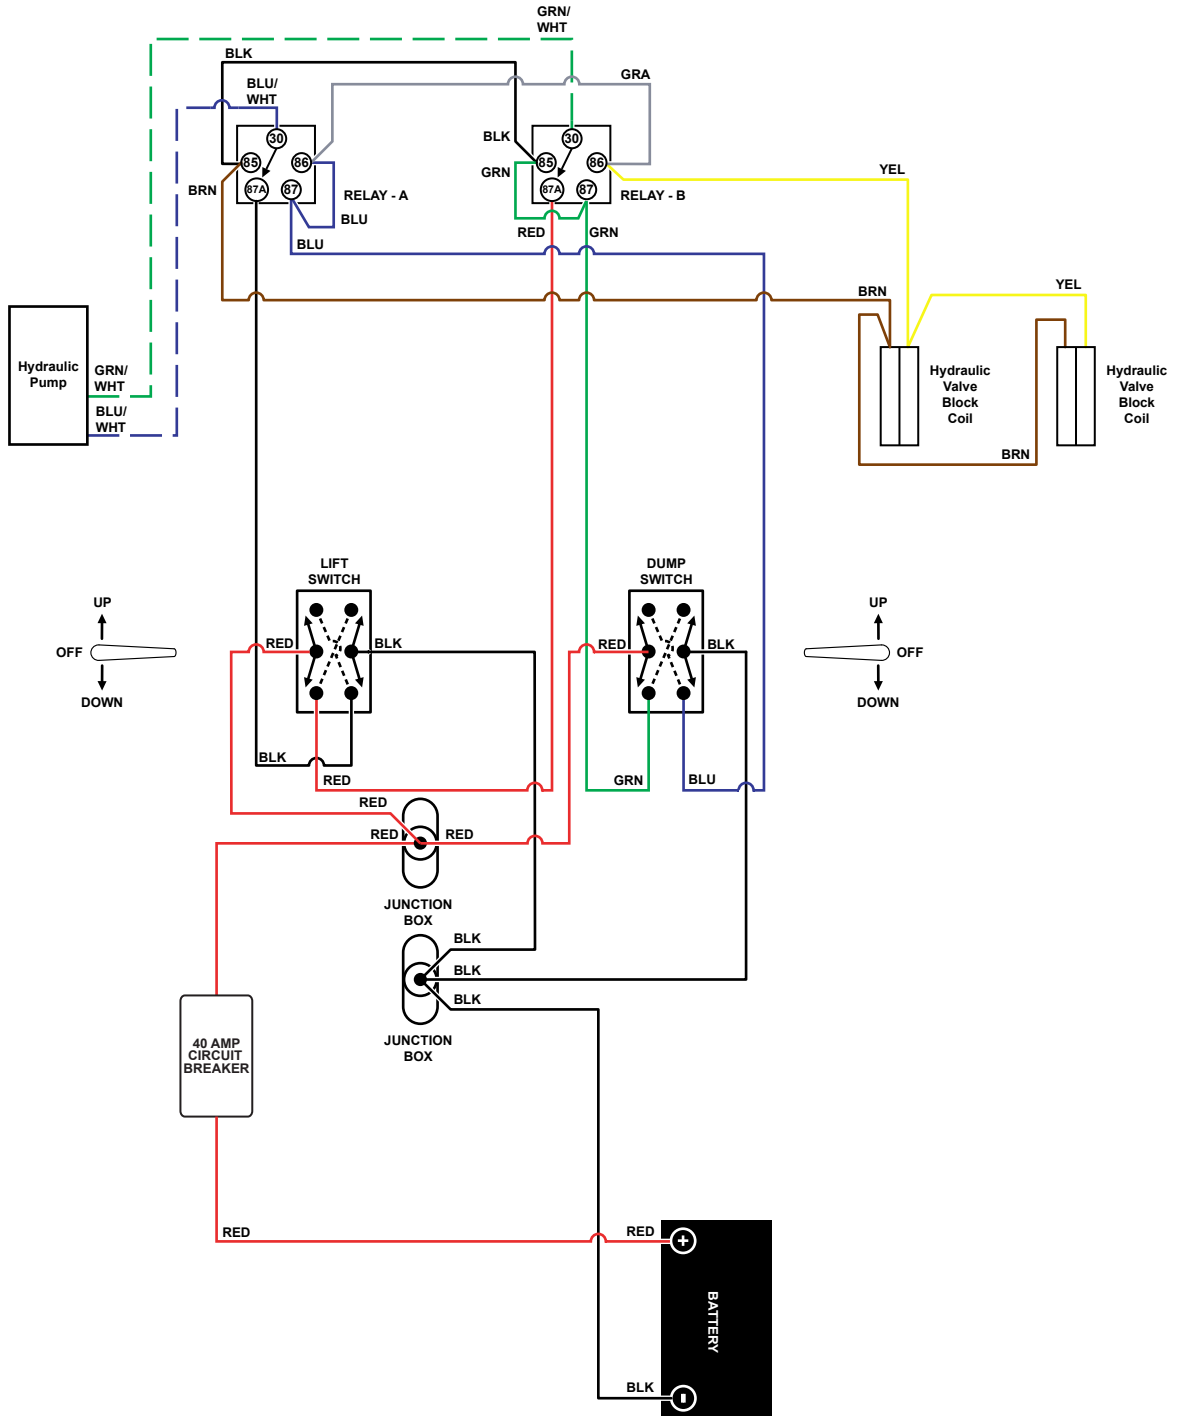 GRN/
WHT
BLK
GRA
BLU/
WHT
30
85
86
87A
87
BRN
RELAY - A
BLU
BLU
BLK
30
85
86
GRN
87A
87
RELAY - B
RED
GRN
YEL
BRN
YEL
Hydraulic
Pump
GRN/
WHT
BLU/
WHT
Hydraulic
Valve
Block
Coil
Hydraulic
Valve
Block
Coil
BRN
LIFT
SWITCH
DUMP
SWITCH
UP
OFF
DOWN
RED
BLK
RED
BLK
UP
OFF
DOWN
BLK
RED
GRN
BLU
RED
RED
RED
JUNCTION
BOX
BLK
BLK
BLK
JUNCTION
BOX
40 AMP
CIRCUIT
BREAKER
RED
RED
+
BATTERY
BLK
-